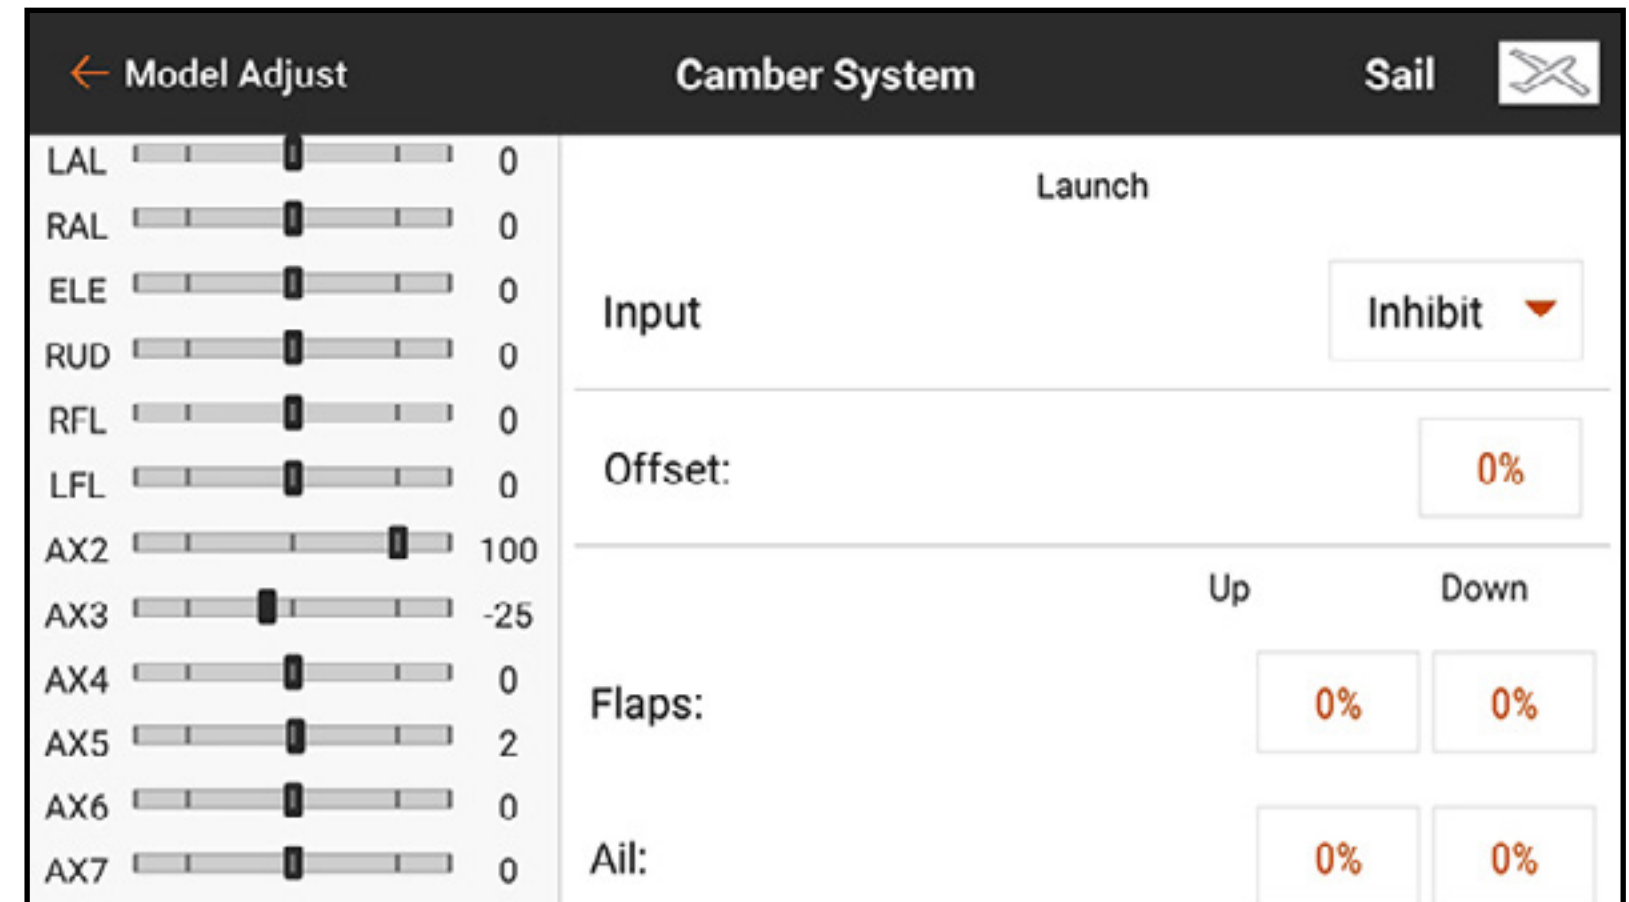 ← Model Adjust Camber System Sail
LAL 0
RAL 0
ELE 0
RUD 0
RFL 0
LFL 0
AX2 100
AX3 -25
AX4 0
AX5 2
AX6 0
AX7 0
Launch
Input Inhibit
Offset: 0%
Up Down
Flaps: 0% 0%
Ail: 0% 0%